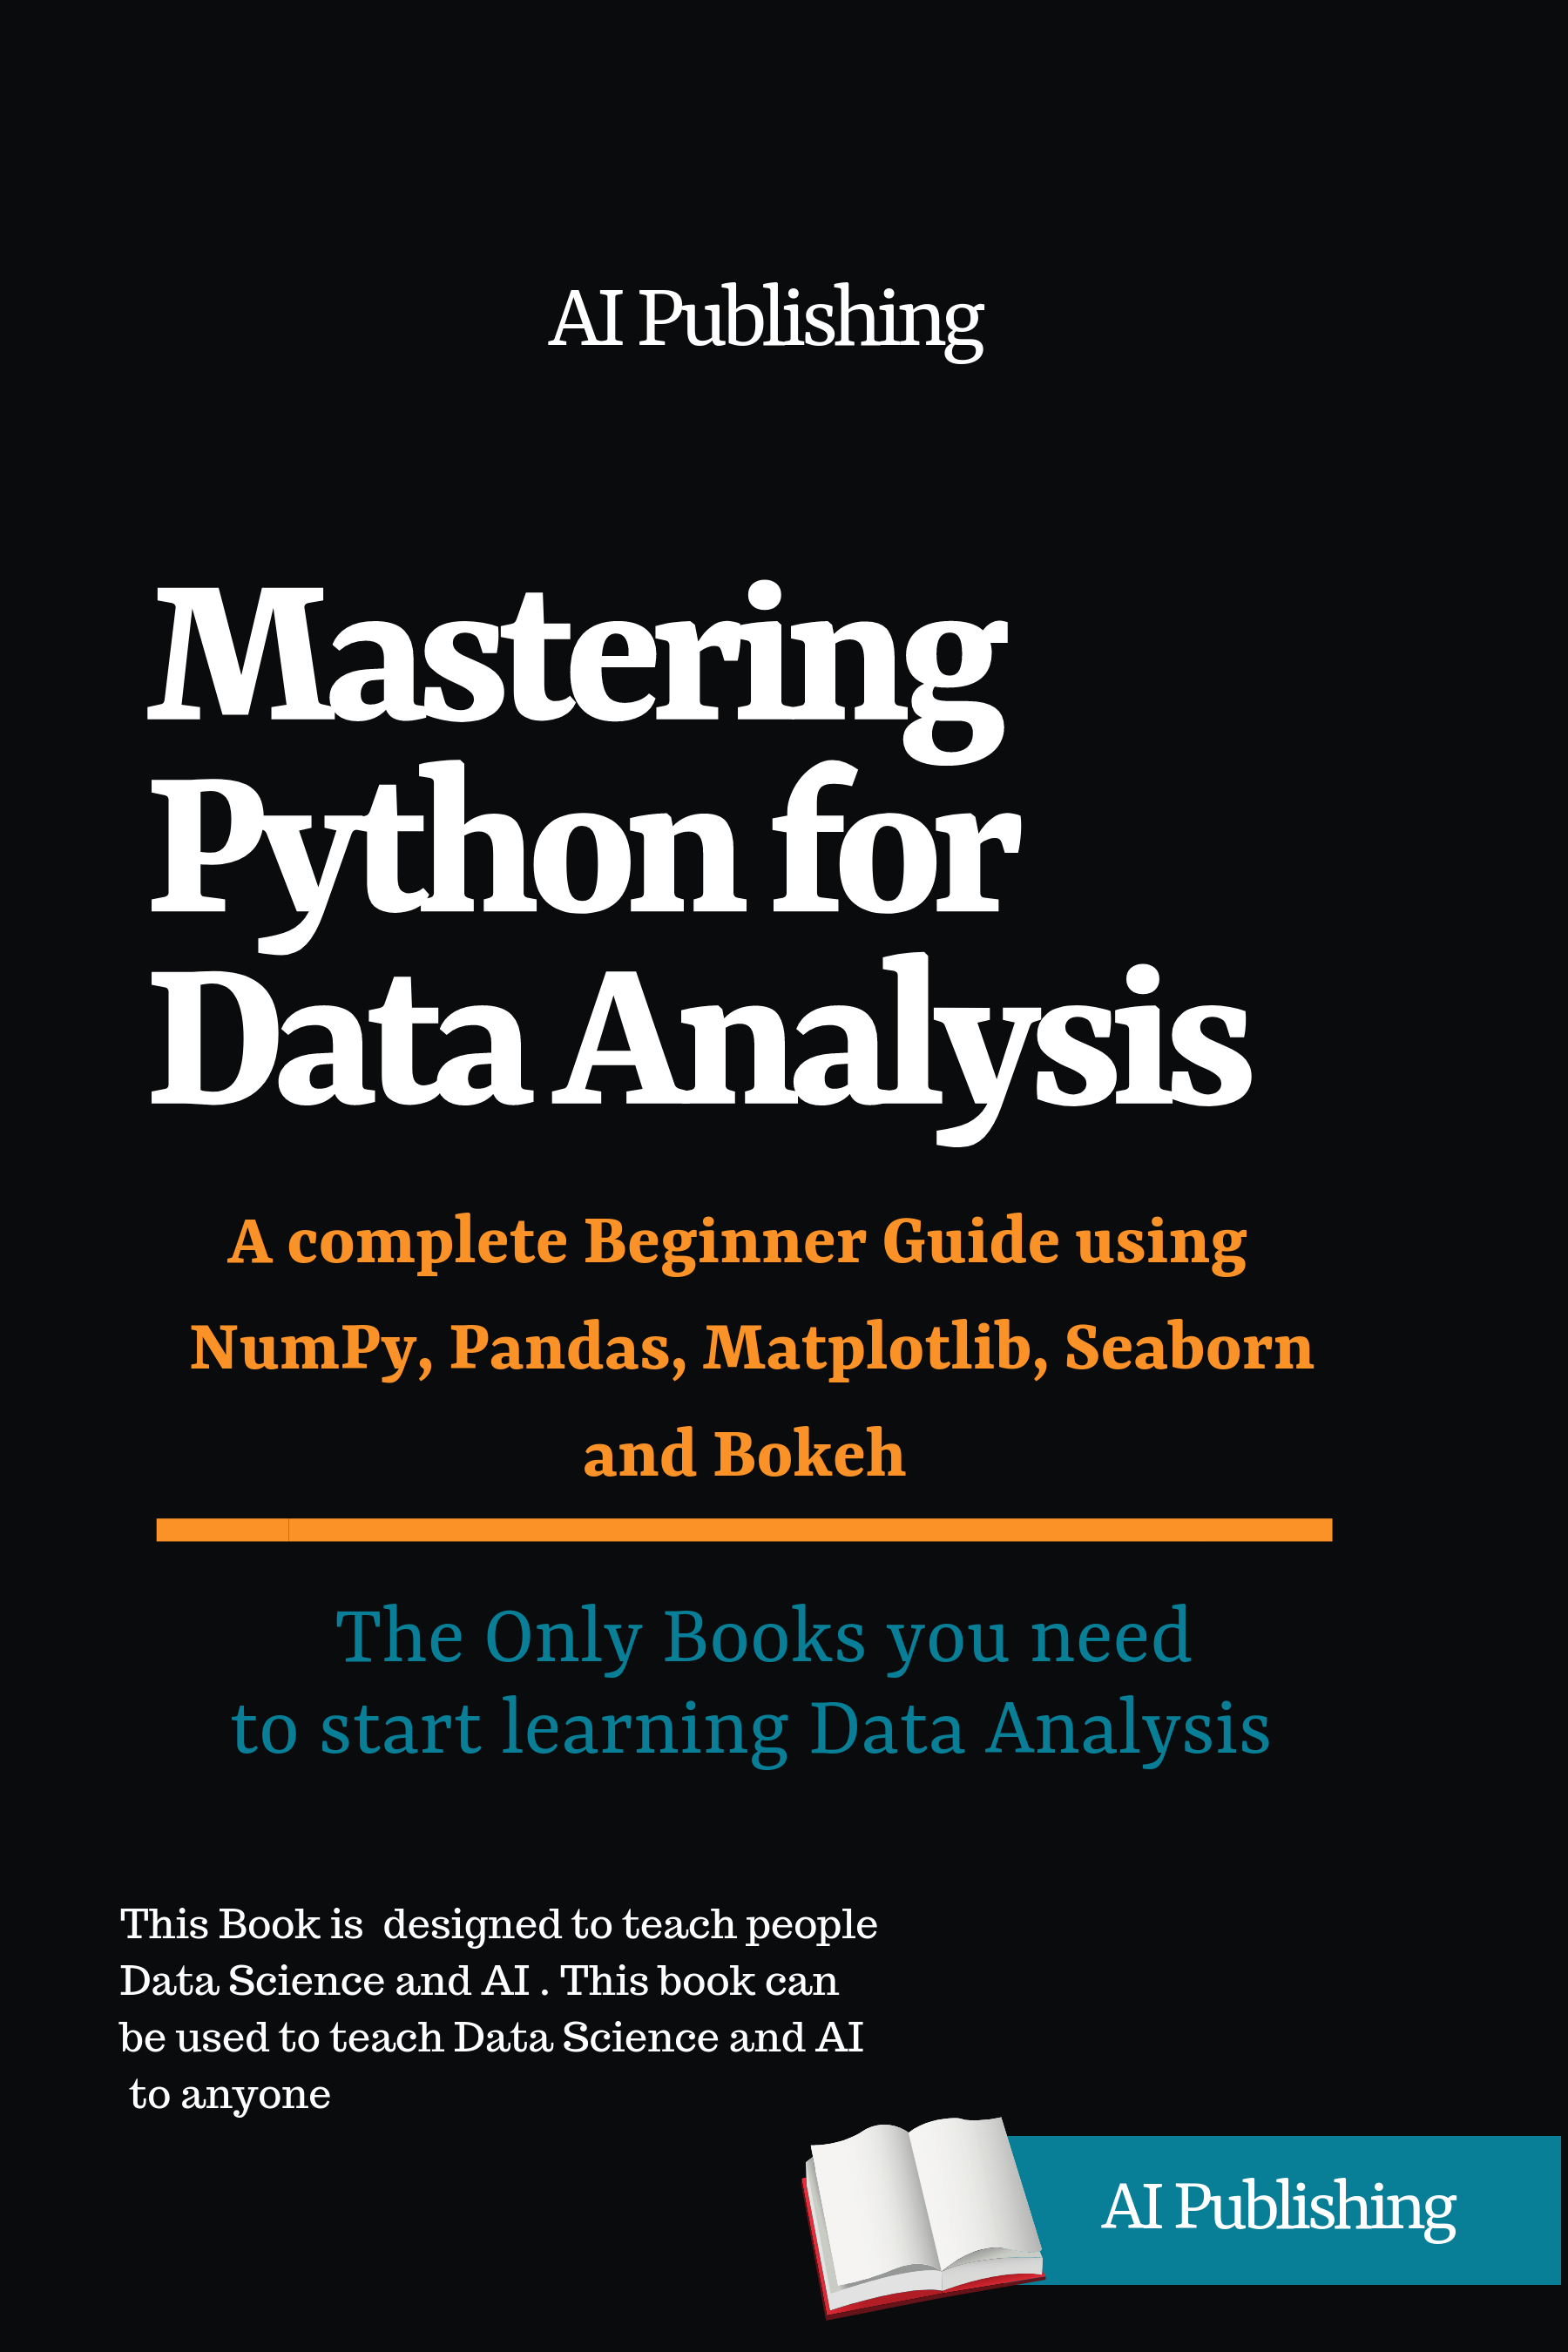 AI Publishing
Mastering
Python for
Data Analysis
A complete Beginner Guide using
NumPy, Pandas, Matplotlib, Seaborn
and Bokeh
The Only Books you need
to start learning Data Analysis
This Book is  designed to teach people
Data Science and AI . This book can
be used to teach Data Science and AI
to anyone
AI Publishing